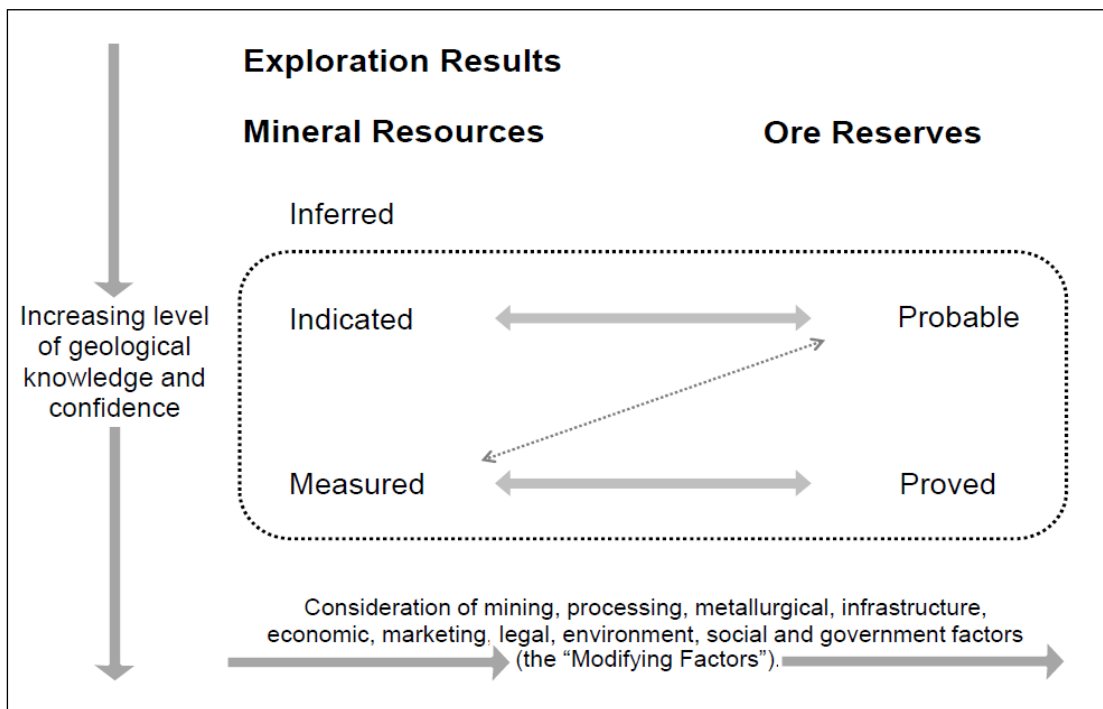 Exploration Results
Mineral Resources
Ore Reserves
Inferred
Increasing level
of geological
knowledge and
confidence
Indicated
Probable
Measured
Proved
Consideration of mining, processing, metallurgical, infrastructure,
economic, marketing, legal, environment, social and government factors
(the “Modifying Factors”).